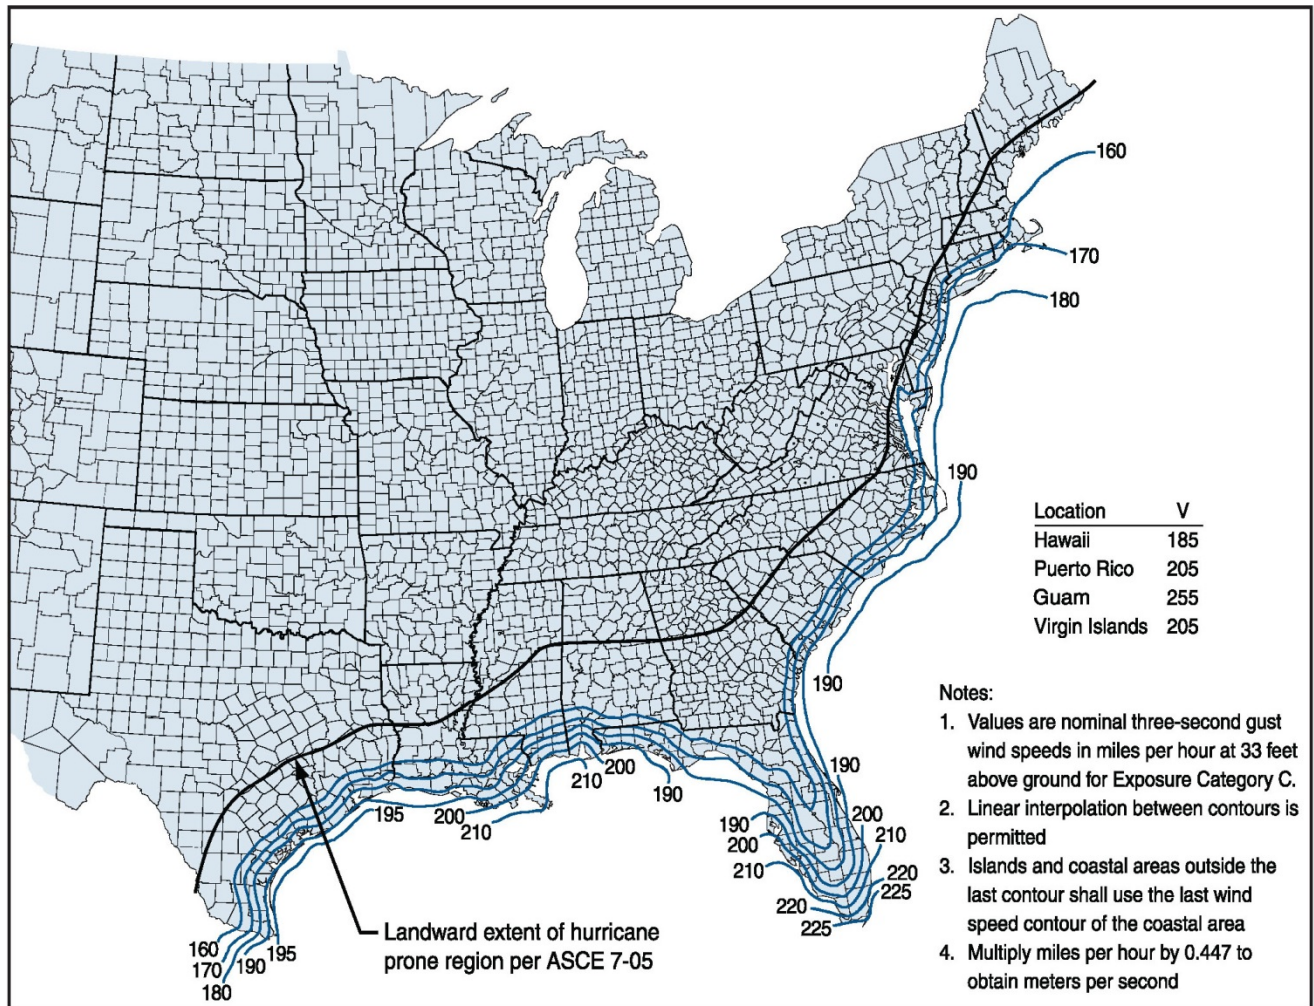 160
170
180
190
190
190
200
210
220
225
190
200
210
220
225
190
200
210
195
200
210
160
170
180
190
195
Landward extent of hurricane
prone region per ASCE 7-05
Location V
Hawaii 185
Puerto Rico 205
Guam 255
Virgin Islands 205
Notes:
1. Values are nominal three-second gust
wind speeds in miles per hour at 33 feet
above ground for Exposure Category C.
2. Linear interpolation between contours is
permitted
3. Islands and coastal areas outside the
last contour shall use the last wind
speed contour of the coastal area
4. Multiply miles per hour by 0.447 to
obtain meters per second